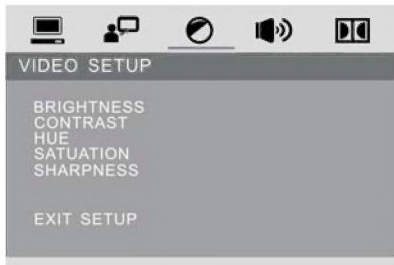 VIDEO SETUP
BRIGHTNESS
CONTRAST
HUE
SATUATION
SHARPNESS
EXIT SETUP